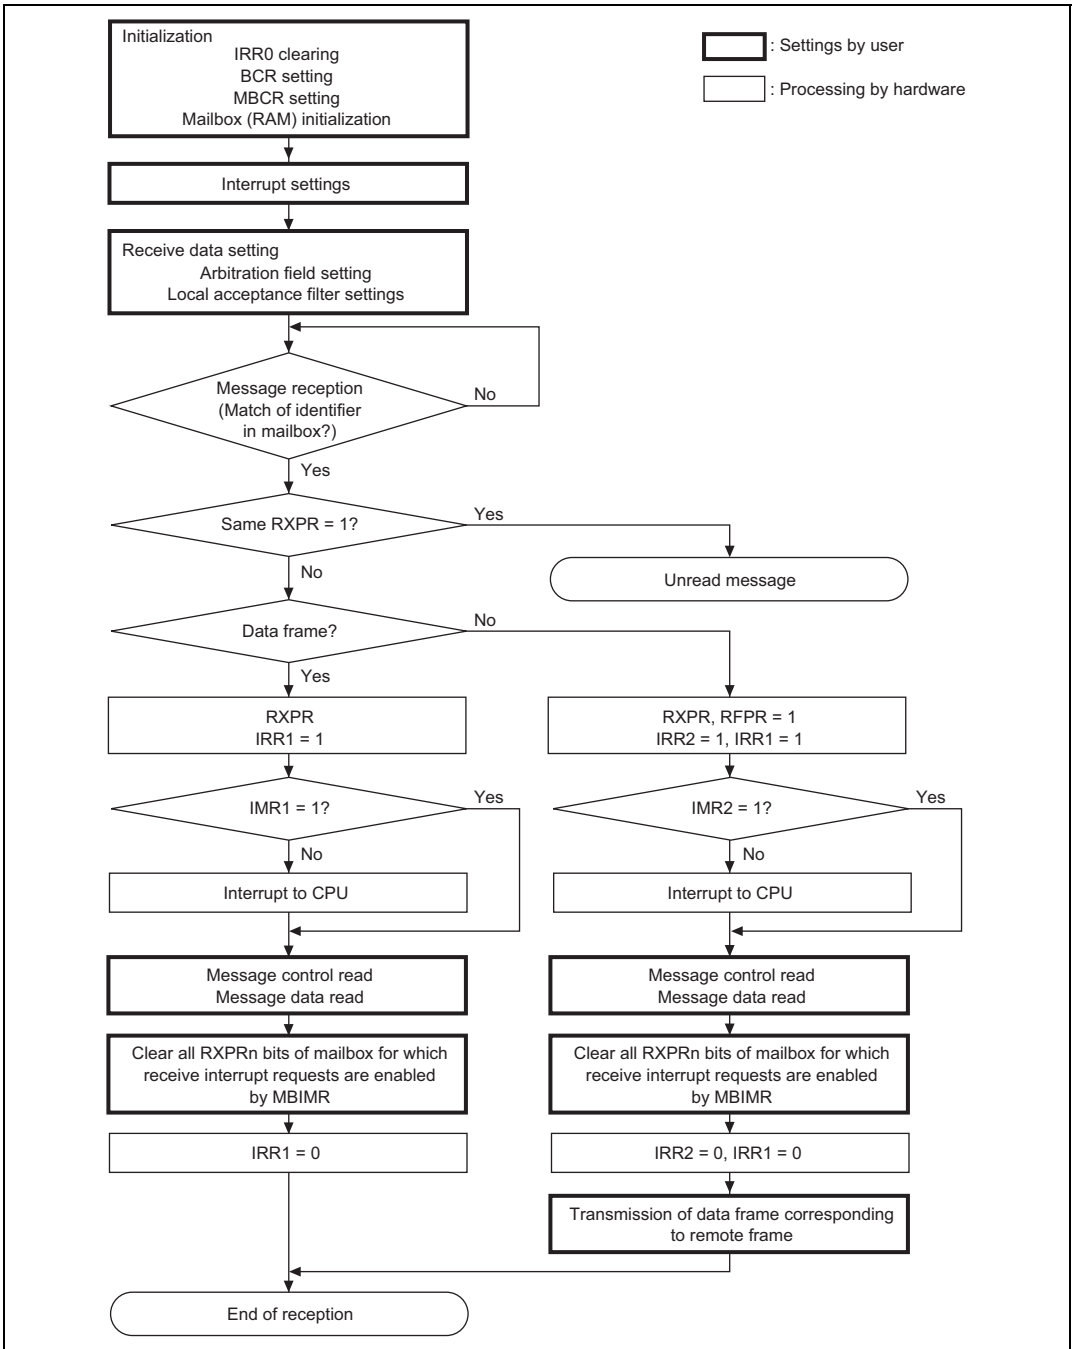 Initialization
IRR0 clearing
BCR setting
MBCR setting
Mailbox (RAM) initialization
: Settings by user
: Processing by hardware
Interrupt settings
Receive data setting
Arbitration field setting
Local acceptance filter settings
Message reception
(Match of identifier
in mailbox?)
No
Yes
Same RXPR = 1?
Yes
No
Unread message
Data frame?
No
Yes
RXPR
IRR1 = 1
RXPR, RFPR = 1
IRR2 = 1, IRR1 = 1
IMR1 = 1?
Yes
No
IMR2 = 1?
Yes
No
Interrupt to CPU
Interrupt to CPU
Message control read
Message data read
Message control read
Message data read
Clear all RXPRn bits of mailbox for which
receive interrupt requests are enabled
by MBIMR
Clear all RXPRn bits of mailbox for which
receive interrupt requests are enabled
by MBIMR
IRR1 = 0
IRR2 = 0, IRR1 = 0
Transmission of data frame corresponding
to remote frame
End of reception